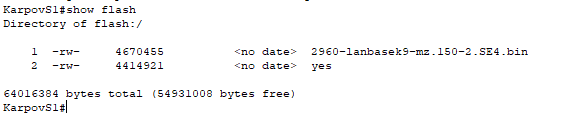 KarpovS1#show flash
Directory of flash:/
1 -rw- 4670455 <no date> 2960-lanbasek9-mz.150-2.SE4.bin
2 -rw- 4414921 <no date> yes
64016384 bytes total (54931008 bytes free)
KarpovS1#